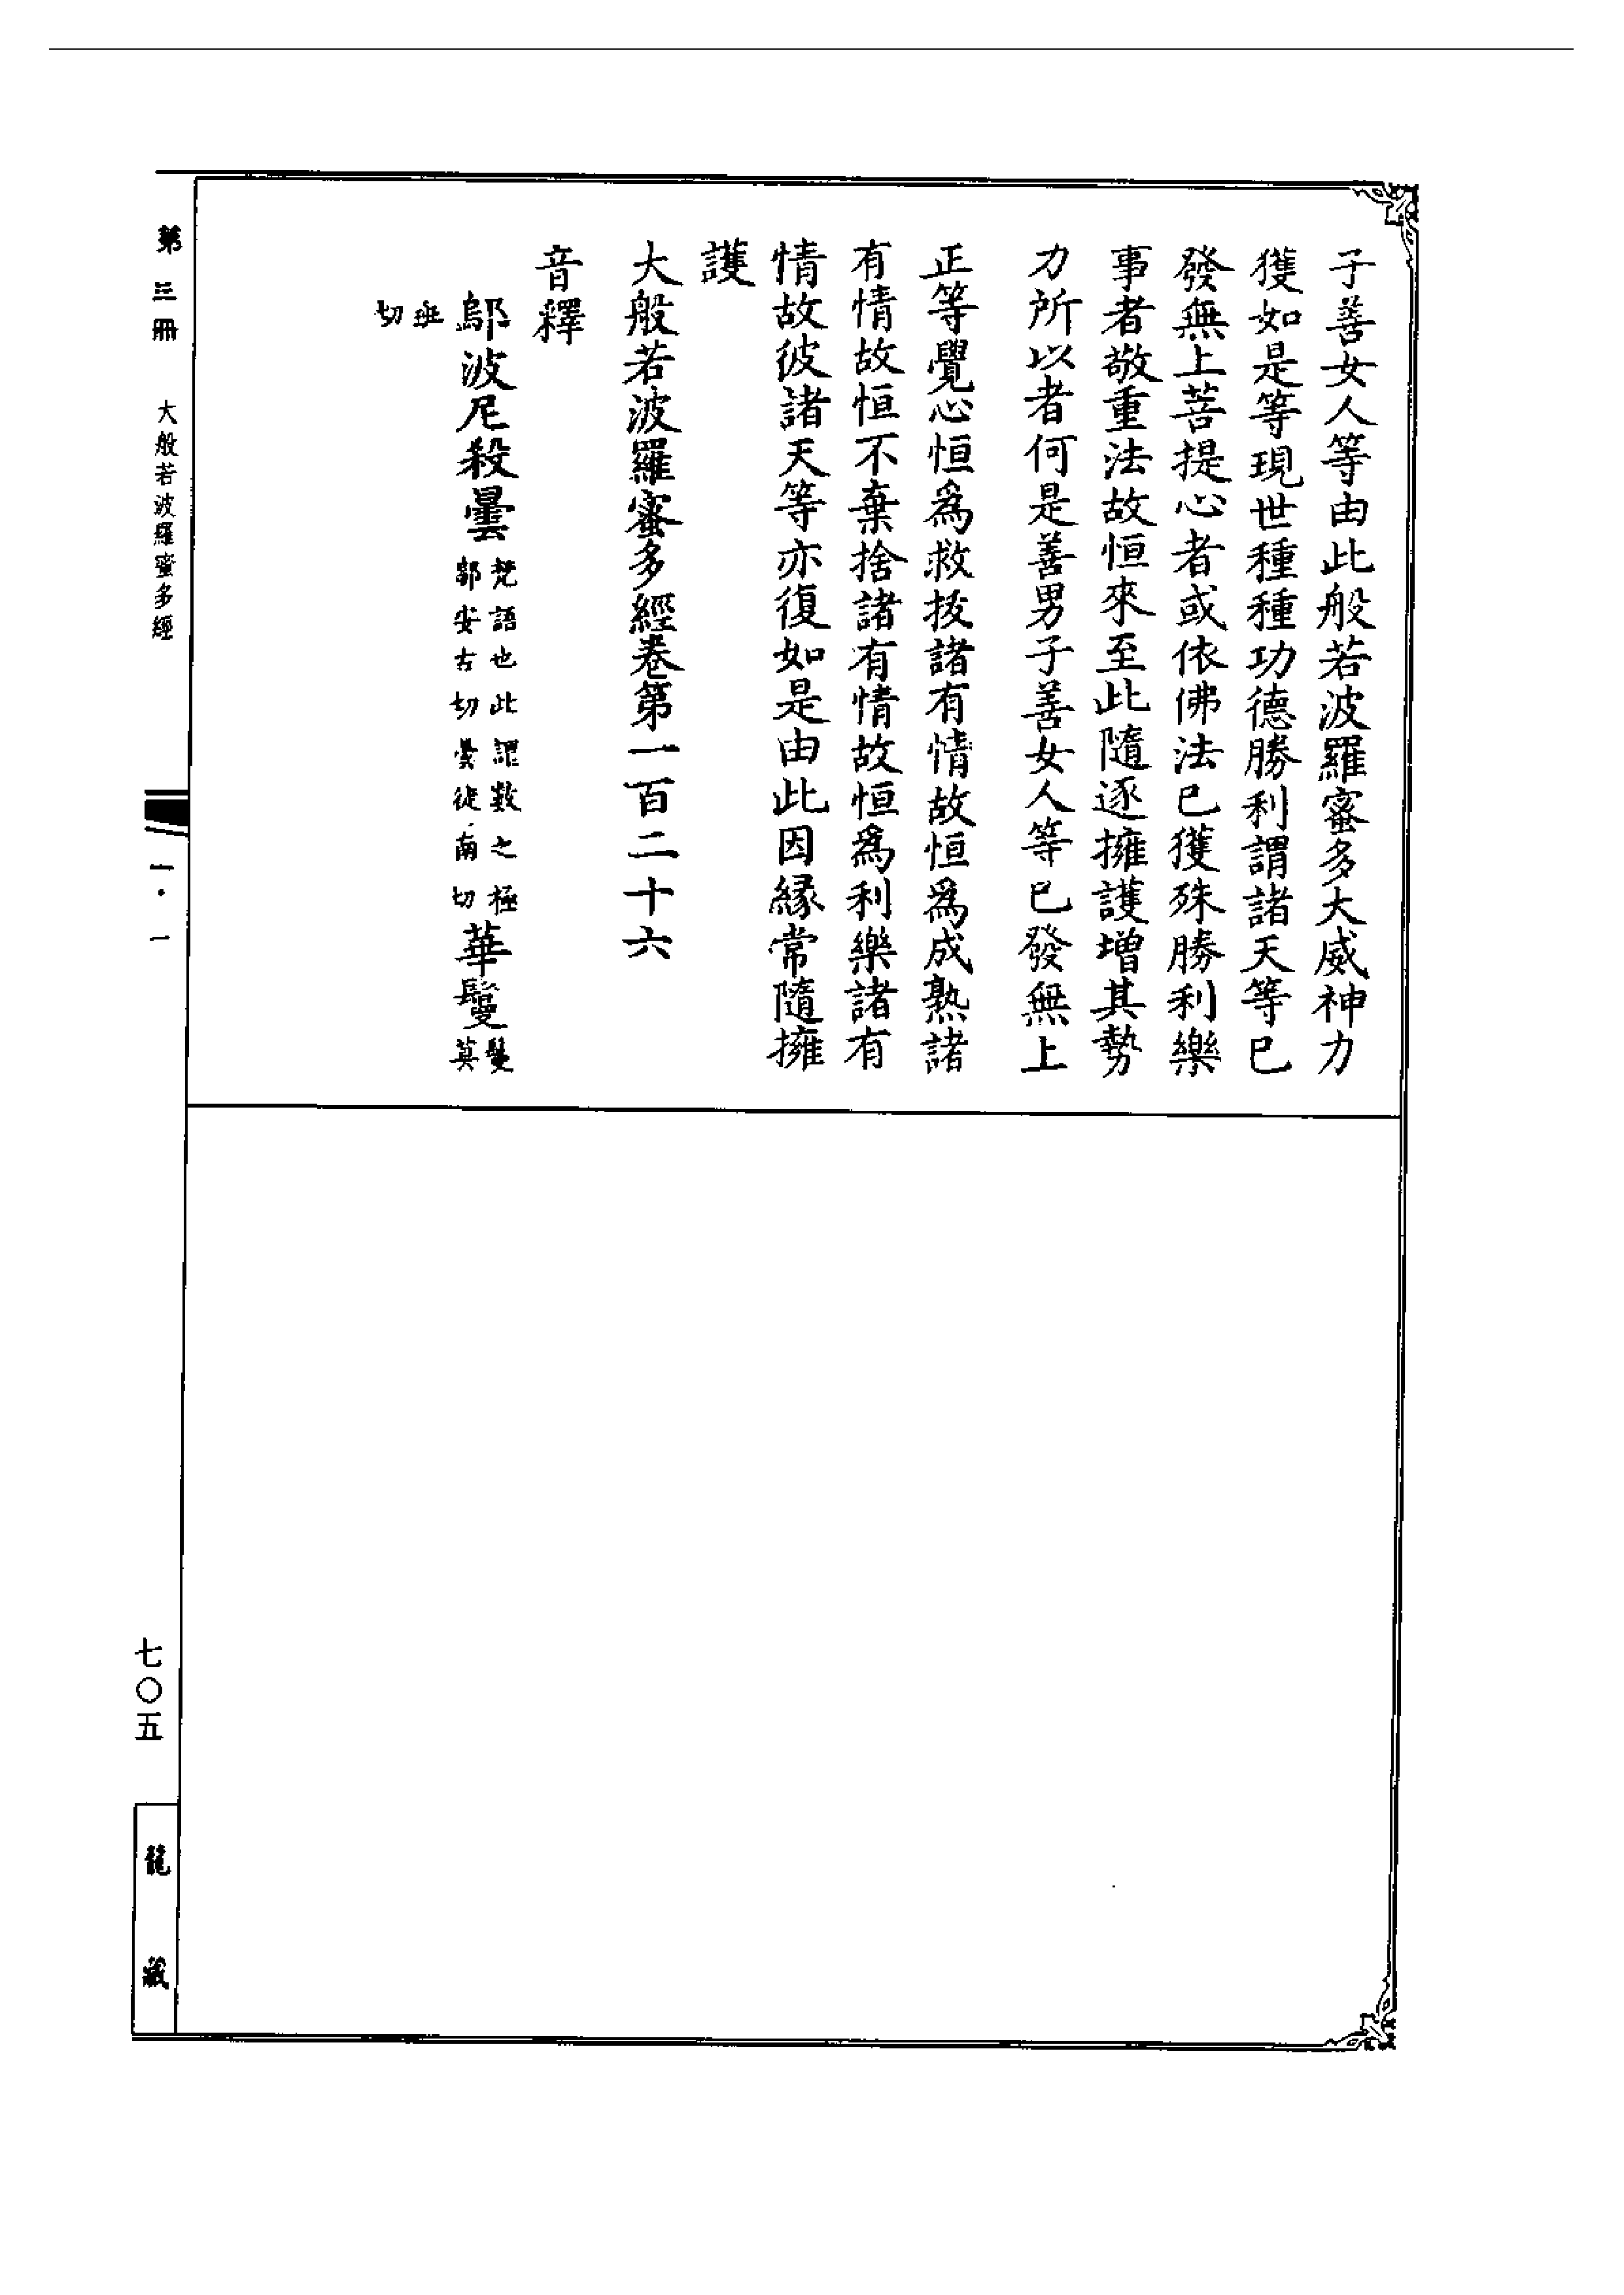 子善女人等由此般若波羅蜜多大威神力
獲如是等現世種種功德勝利謂諸天等已
發無上菩提心者或依佛法已獲殊勝利樂
事者敬重法故恒來至此隨逐擁護增其勢
力所以者何是善男子善女人等已發無上
正等覺心恒為救拔諸有情故恒為成熟諸
有情故恒不棄捨諸有情故恒為利樂諸有
情故彼諸天等亦復如是由此因緣常隨擁
護
大般若波羅蜜多經卷第一百二十六
音釋
鄔波尼殺曇梵語也此謂數之極鄔安古切曇徒南切華鬘鬘莫
班切
第三冊 大般若波羅蜜多經
一·一
七〇五
龍藏